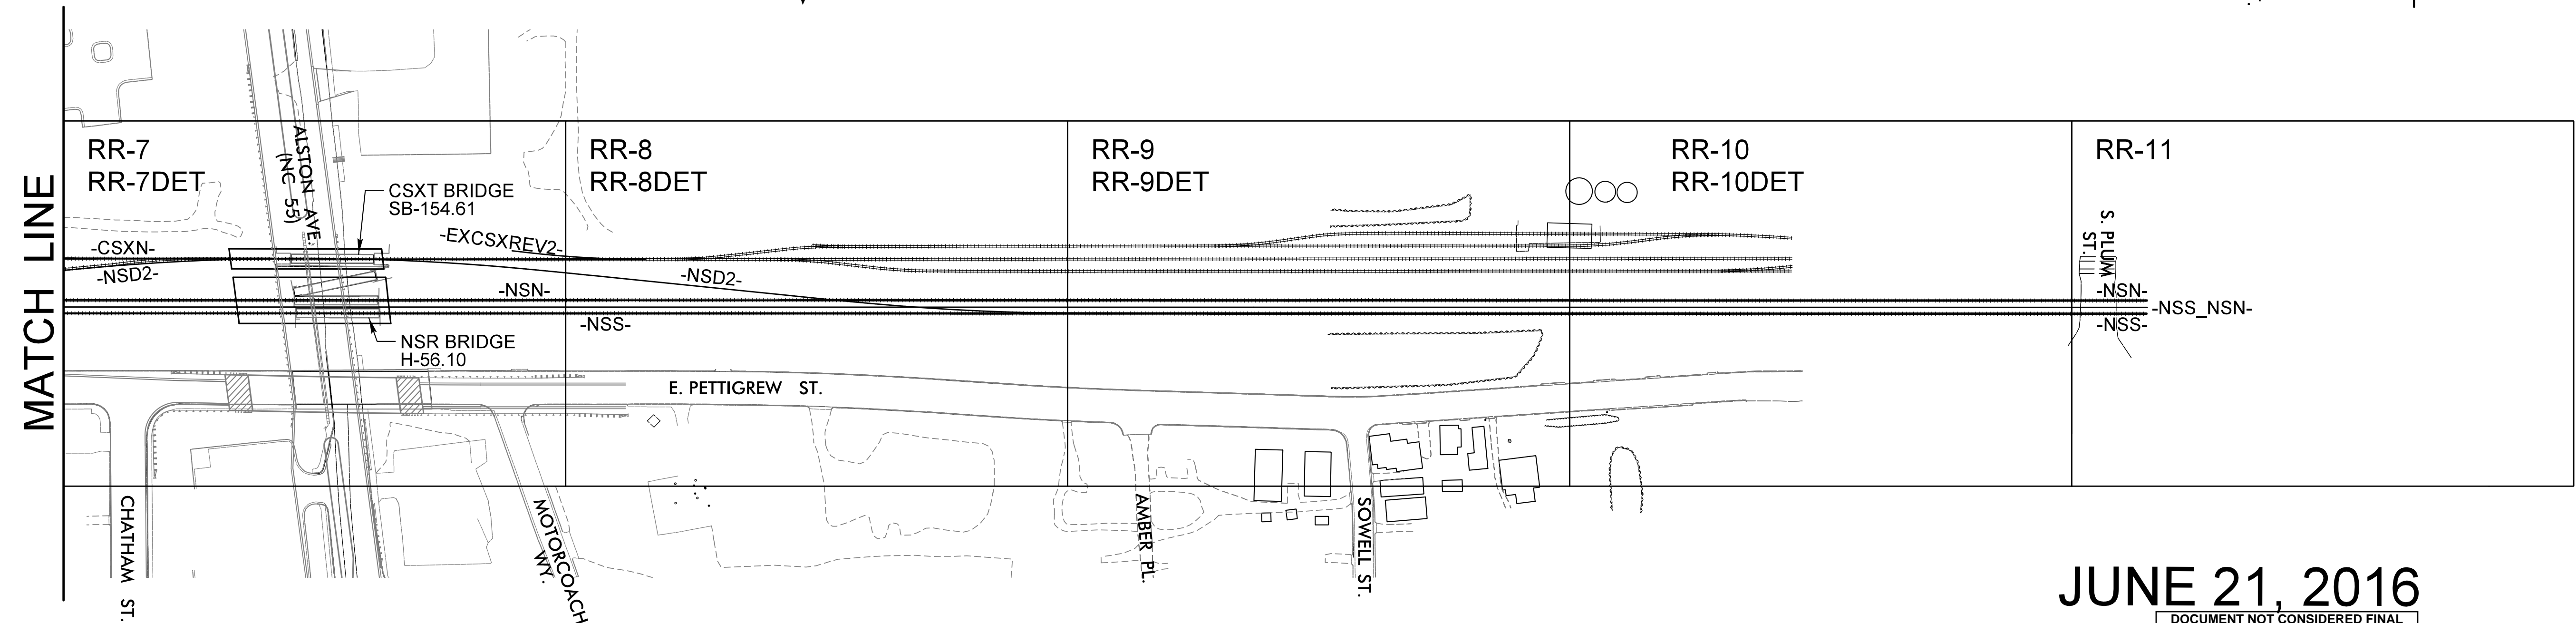 MATCH LINE
RR-7
RR-7DET
ALSTON AVE.
(NC 55)
CSXT BRIDGE
SB-154.61
-CSXN-
-NSD2-
-EXCSXREV2-
-NSN-
NSR BRIDGE
H-56.10
RR-8
RR-8DET
-NSD2-
-NSS-
E. PETTIGREW ST.
RR-9
RR-9DET
RR-10
RR-10DET
RR-11
S. PLUM
ST.
-NSN-
-NSS_NSN-
-NSS-
CHATHAM ST.
MOTORCOACH
WY.
AMBER PL.
SOWELL ST.
JUNE 21, 2016
DOCUMENT NOT CONSIDERED FINAL